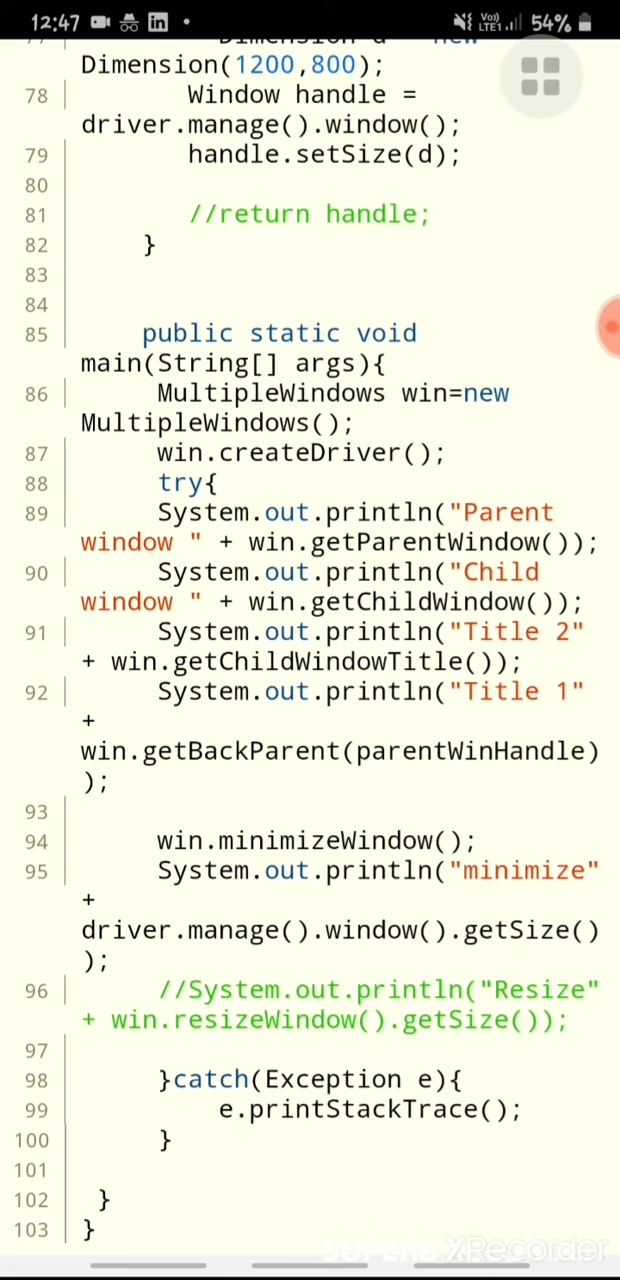 12:47 Vo)) LTE1 54%
Dimension(1200,800);
78 Window handle =
driver.manage().window();
79 handle.setSize(d);
80
81 //return handle;
82 }
83
84
85 public static void
main(String[] args){
86 MultipleWindows win=new
MultipleWindows();
87 win.createDriver();
88 try{
89 System.out.println("Parent
window " + win.getParentWindow());
90 System.out.println("Child
window " + win.getChildWindow());
91 System.out.println("Title 2"
+ win.getChildWindowTitle());
92 System.out.println("Title 1"
+
win.getBackParent(parentWinHandle)
);
93
94 win.minimizeWindow();
95 System.out.println("minimize"
+
driver.manage().window().getSize()
);
96 //System.out.println("Resize"
+ win.resizeWindow().getSize());
97
98 }catch(Exception e){
99 e.printStackTrace();
100 }
101
102 }
103 }
XRecorder